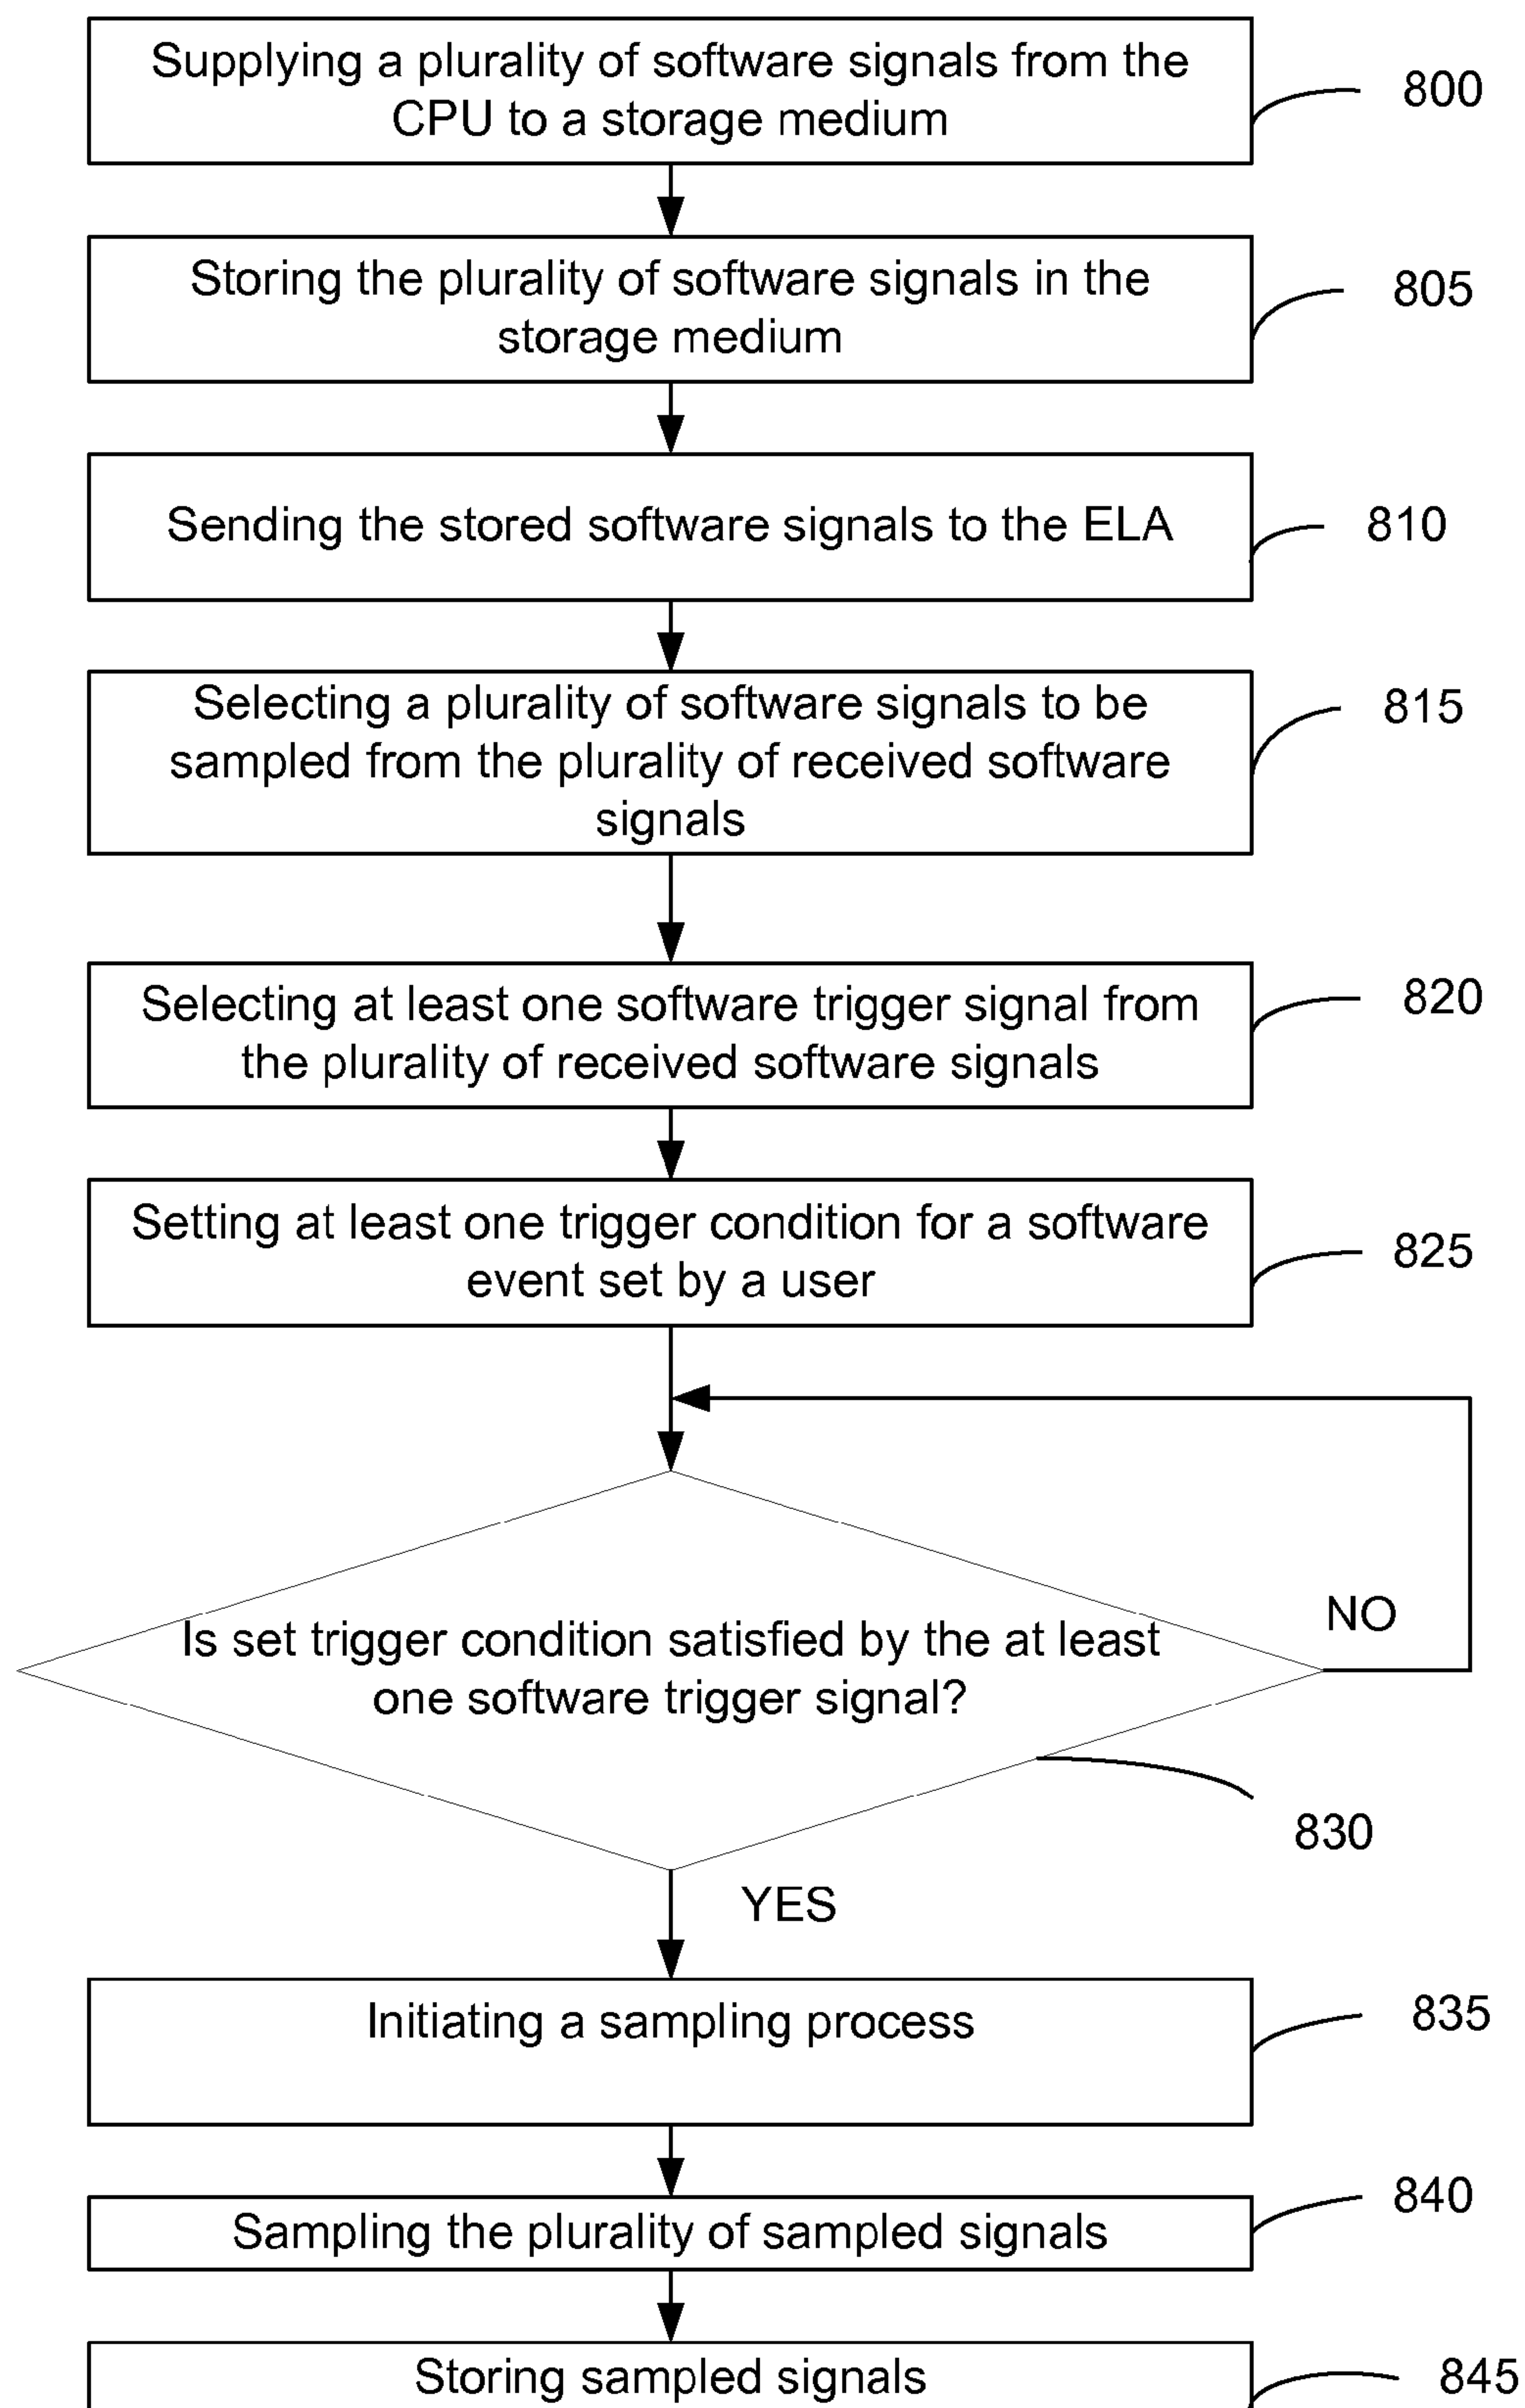 Supplying a plurality of software signals from the
CPU to a storage medium
800
Storing the plurality of software signals in the
storage medium
805
Sending the stored software signals to the ELA
810
Selecting a plurality of software signals to be
sampled from the plurality of received software
signals
815
Selecting at least one software trigger signal from
the plurality of received software signals
820
Setting at least one trigger condition for a software
event set by a user
825
Is set trigger condition satisfied by the at least
one software trigger signal?
NO
830
YES
Initiating a sampling process
835
Sampling the plurality of sampled signals
840
Storing sampled signals
845